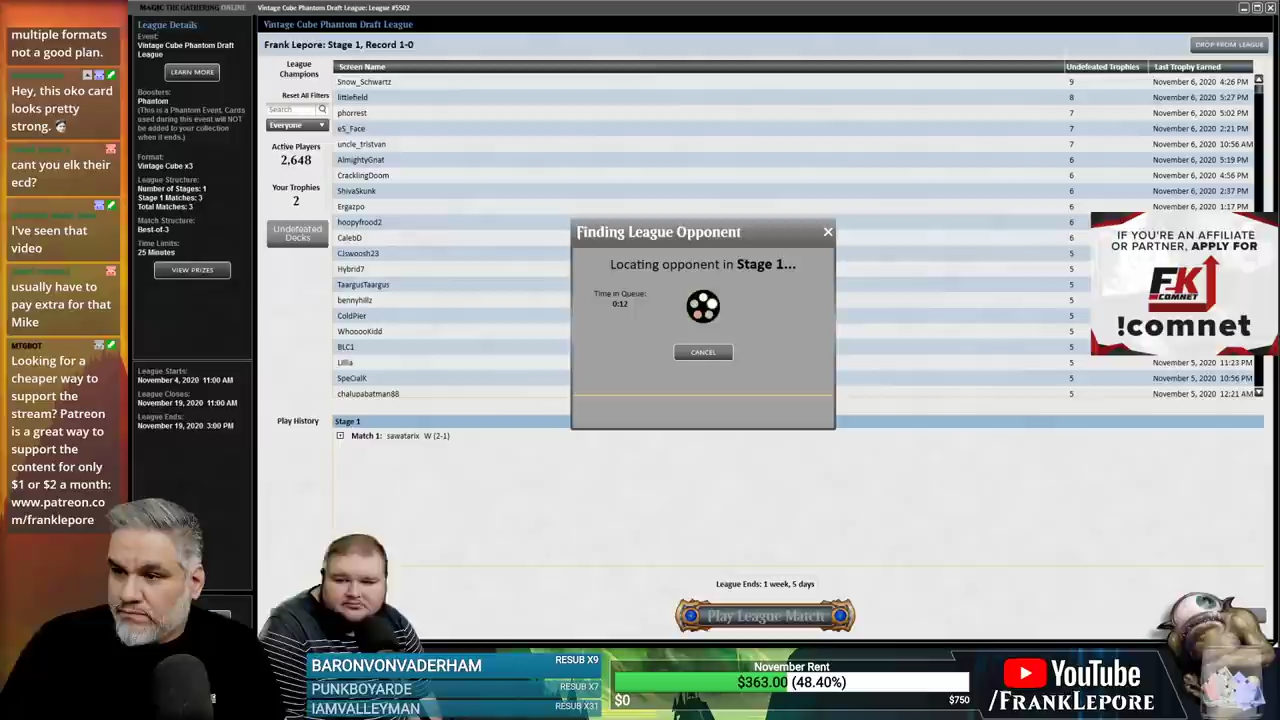 multiple formats
not a good plan.
Hey, this oko card
looks pretty
strong.
cant you elk their
ecd?
I've seen that
video
usually have to
pay extra for that
Mike
MTGBOT
Looking for a
cheaper way to
support the
stream? Patreon
is a great way to
support the
content for only
$1 or $2 a month:
www.patreon.co
m/franklepore
MAGIC THE GATHERING ONLINE
League Details
Event:
Vintage Cube Phantom Draft
League
LEARN MORE
Boosters:
Phantom
(This is a Phantom Event. Cards
used during this event will NOT
be added to your collection
when it ends.)
Format:
Vintage Cube x3
League Structure:
Number of Stages: 1
Stage 1 Matches: 3
Total Matches: 3
Match Structure:
Best-of-3
Time Limits:
25 Minutes
VIEW PRIZES
League Starts:
November 4, 2020 11:00 AM
League Closes:
November 19, 2020 11:00 AM
League Ends:
November 19, 2020 3:00 PM
Vintage Cube Phantom Draft League: League #5502
Vintage Cube Phantom Draft League
Frank Lepore: Stage 1, Record 1-0
DROP FROM LEAGUE
League
Champions
Reset All Filters
Search
Everyone
Active Players
2,648
Your Trophies
2
Undefeated
Decks
Screen Name Undefeated Trophies Last Trophy Earned
Snow_Schwartz 9 November 6, 2020 4:26 PM
littlefield 8 November 6, 2020 5:27 PM
phorrest 7 November 6, 2020 5:02 PM
eS_Face 7 November 6, 2020 2:21 PM
uncle_tristvan 7 November 6, 2020 10:56 AM
AlmightyGnat 6 November 6, 2020 5:19 PM
CracklingDoom 6 November 6, 2020 4:56 PM
ShivaSkunk 6 November 6, 2020 2:37 PM
Ergazpo 6 November 6, 2020 1:17 PM
hoopyfrood2 6
CalebD 6
CJswoosh23 5
Hybrid7 5
TaargusTaargus 5
bennyhillz 5
ColdPier 5
WhooooKidd 5
BLC1 5
Lillia 5 November 5, 2020 11:23 PM
SpeCialK 5 November 5, 2020 10:56 PM
chalupabatman88 5 November 5, 2020 12:21 AM
Finding League Opponent
Locating opponent in Stage 1...
Time in Queue:
0:12
CANCEL
IF YOU'RE AN AFFILIATE
OR PARTNER, APPLY FOR
FK
COMNET
!comnet
Play History
Stage 1
Match 1: sawatarix W (2-1)
League Ends: 1 week, 5 days
Play League Match
BARONVONVADERHAM RESUB X9
PUNKBOYARDE RESUB X7
IAMVALLEYMAN RESUB X31
November Rent
$363.00 (48.40%)
$0 $750
YouTube
/FRANKLEPORE